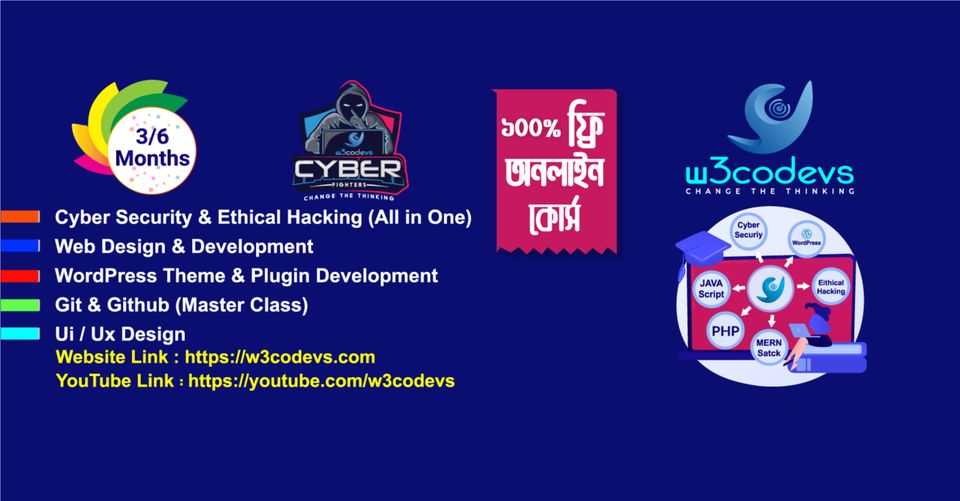 3/6
Months
w3codevs
CYBER
FIGHTERS
CHANGE THE THINKING
১০০% ফ্রি
অনলাইন
কোর্স
w3codevs
CHANGE THE THINKING
Cyber Security & Ethical Hacking (All in One)
Web Design & Development
WordPress Theme & Plugin Development
Git & Github (Master Class)
Ui / Ux Design
Website Link : https://w3codevs.com
YouTube Link : https://youtube.com/w3codevs
Cyber
Securiy
WordPress
JAVA
Script
Eithical
Hacking
PHP
MERN
Satck